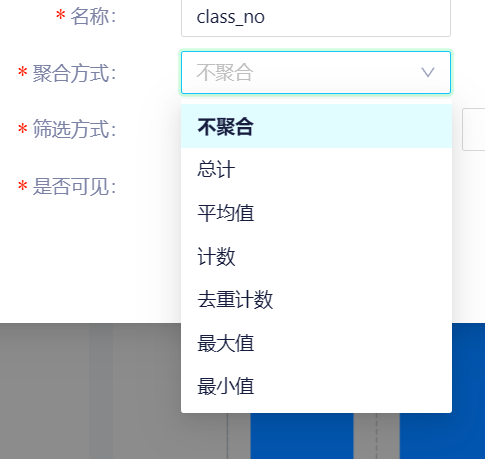 * 名称:
class_no
* 聚合方式:
不聚合
不聚合
* 筛选方式:
总计
平均值
* 是否可见:
计数
去重计数
最大值
最小值